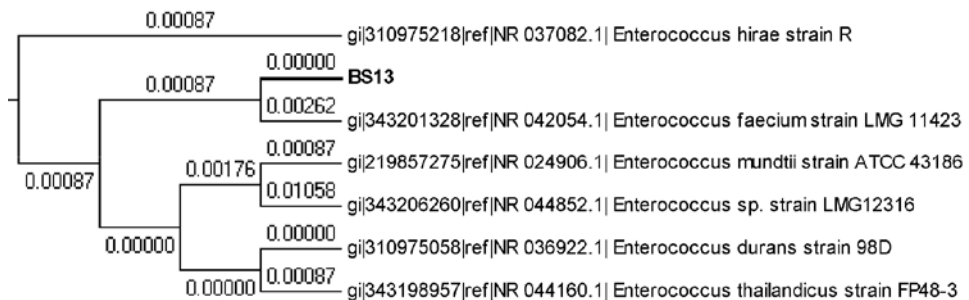 0.00087
gi|310975218|ref|NR 037082.1| Enterococcus hirae strain R
0.00000
BS13
0.00087
0.00262
gi|343201328|ref|NR 042054.1| Enterococcus faecium strain LMG 11423
0.00087
gi|219857275|ref|NR 024906.1| Enterococcus mundtii strain ATCC 43186
0.00176
0.00087
0.01058
gi|343206260|ref|NR 044852.1| Enterococcus sp. strain LMG12316
0.00000
gi|310975058|ref|NR 036922.1| Enterococcus durans strain 98D
0.00000
0.00087
0.00000
gi|343198957|ref|NR 044160.1| Enterococcus thailandicus strain FP48-3